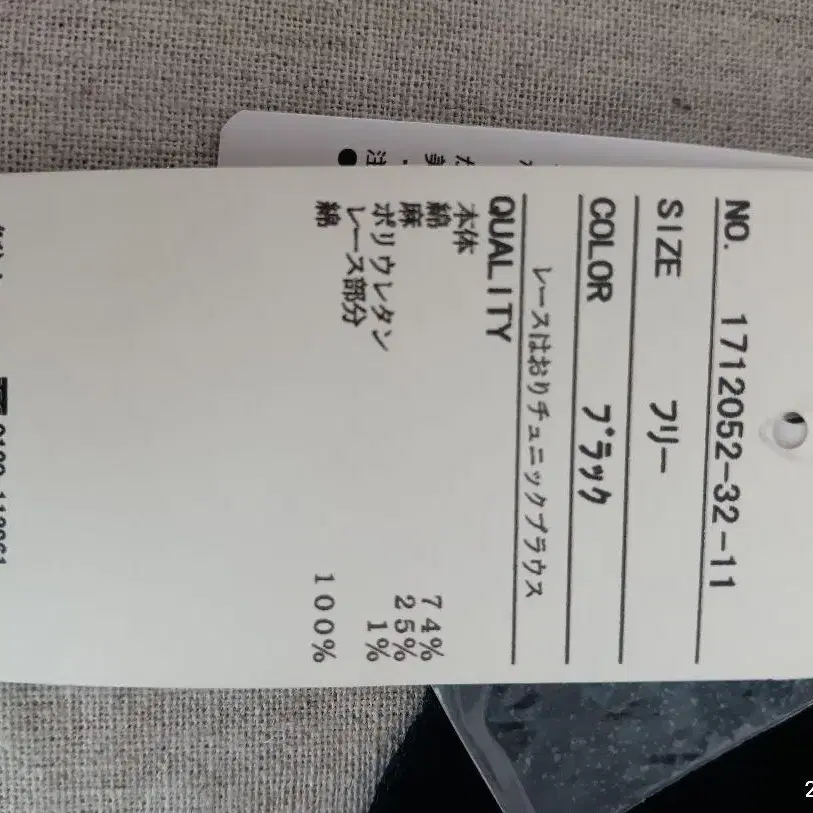 NO. 1712052-32-11
SIZE フリー
COLOR ブラック
レースはおりチュニックブラウス
QUALITY
本体
綿 74%
麻 25%
ポリウレタン 1%
レース部分
綿 100%
注
2